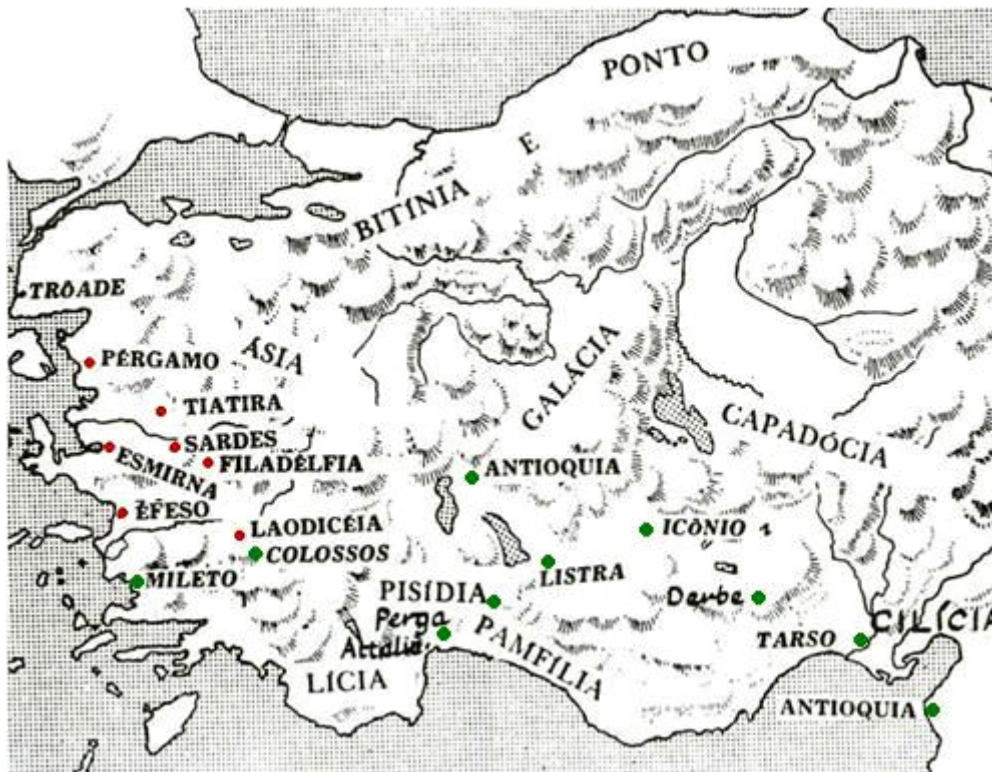 PONTO
E
BITÍNIA
TRÔADE
ÁSIA
PÉRGAMO
GALÁCIA
TIATIRA
CAPADÓCIA
SARDES
ESMIRNA
FILADÉLFIA
ANTIOQUIA
ÉFESO
LAODICÉIA
ICÔNIO
COLOSSOS
LISTRA
MILETO
PISÍDIA
Derbe
Perga
PAMFÍLIA
CILÍCIA
Attalia
TARSO
LÍCIA
ANTIOQUIA